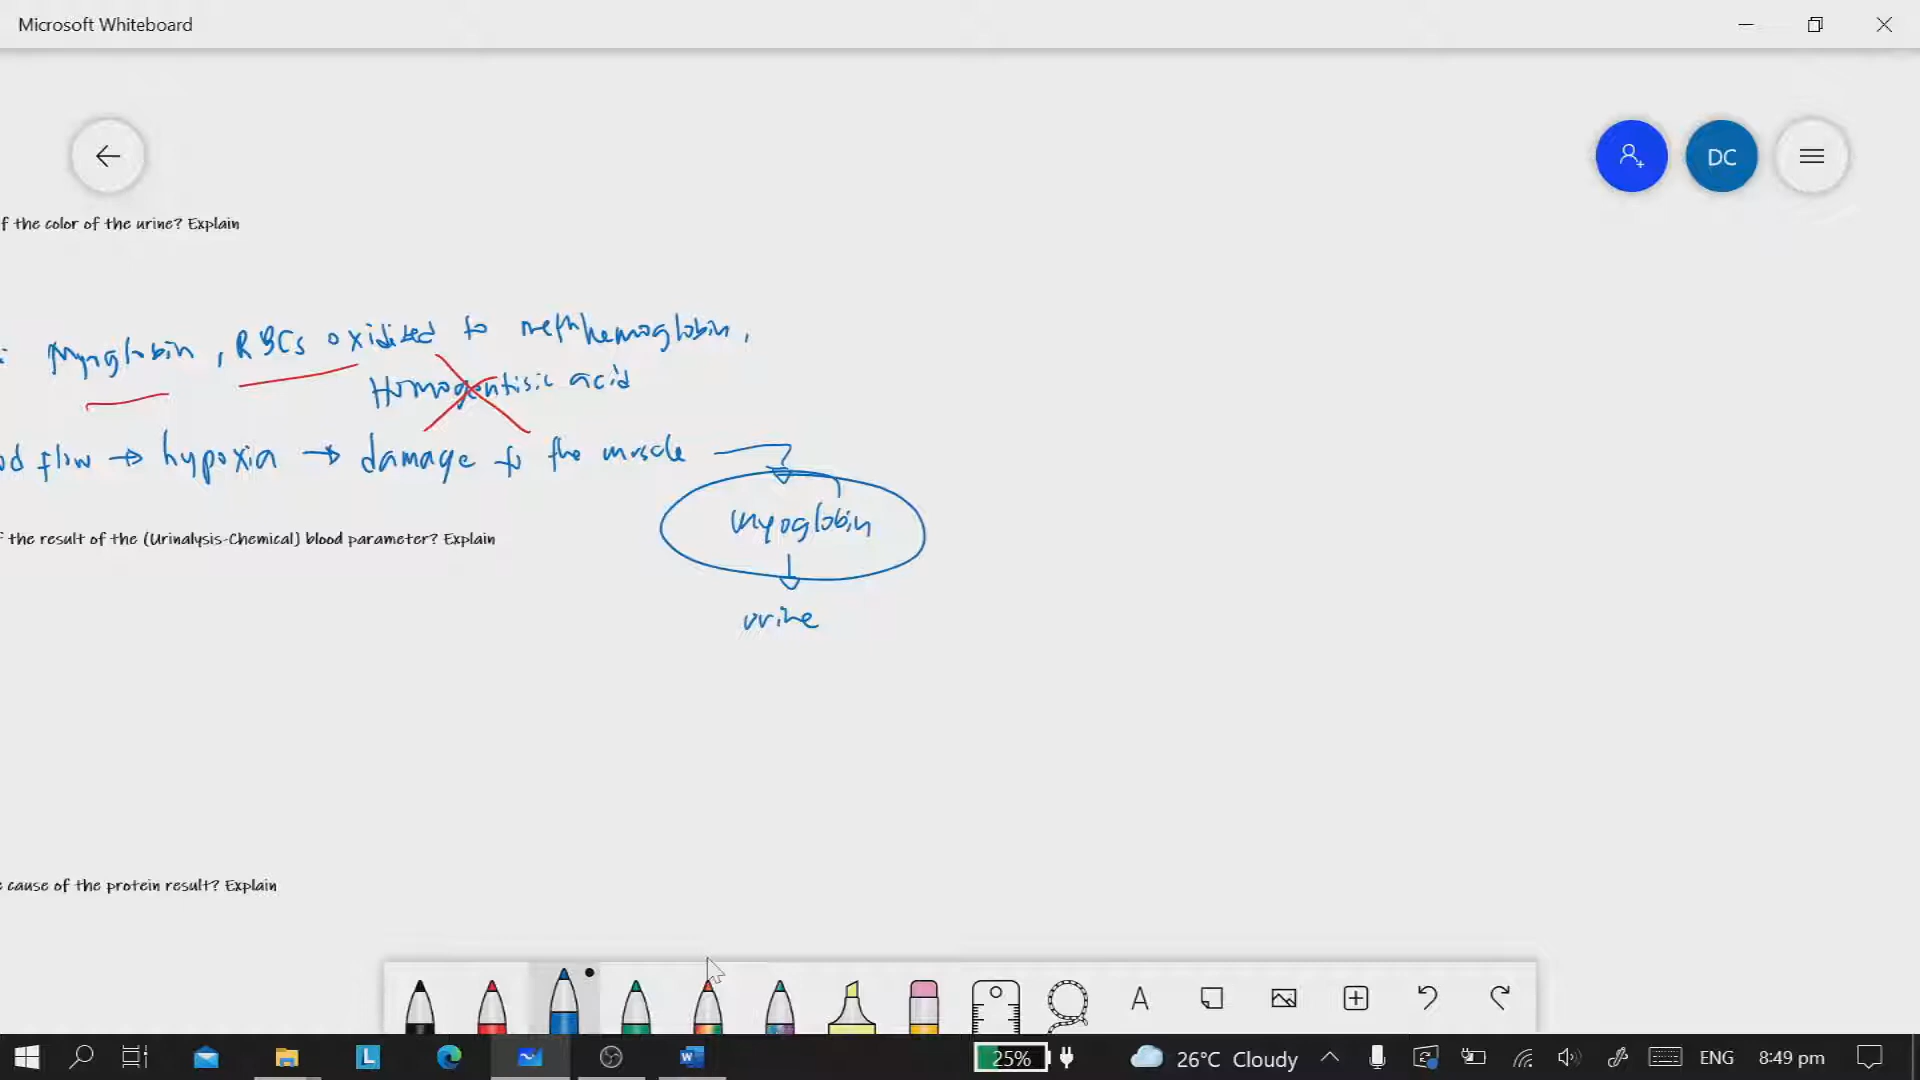 Microsoft Whiteboard
DC
f the color of the urine? Explain
: Myoglobin, RBCs oxidized to methhemoglobin,
Homogentisic acid
od flow → hypoxia → damage to the muscle
myoglobin
f the result of the (Urinalysis-Chemical) blood parameter? Explain
urine
e cause of the protein result? Explain
A
L
W
25%
26°C Cloudy
ENG
8:49 pm